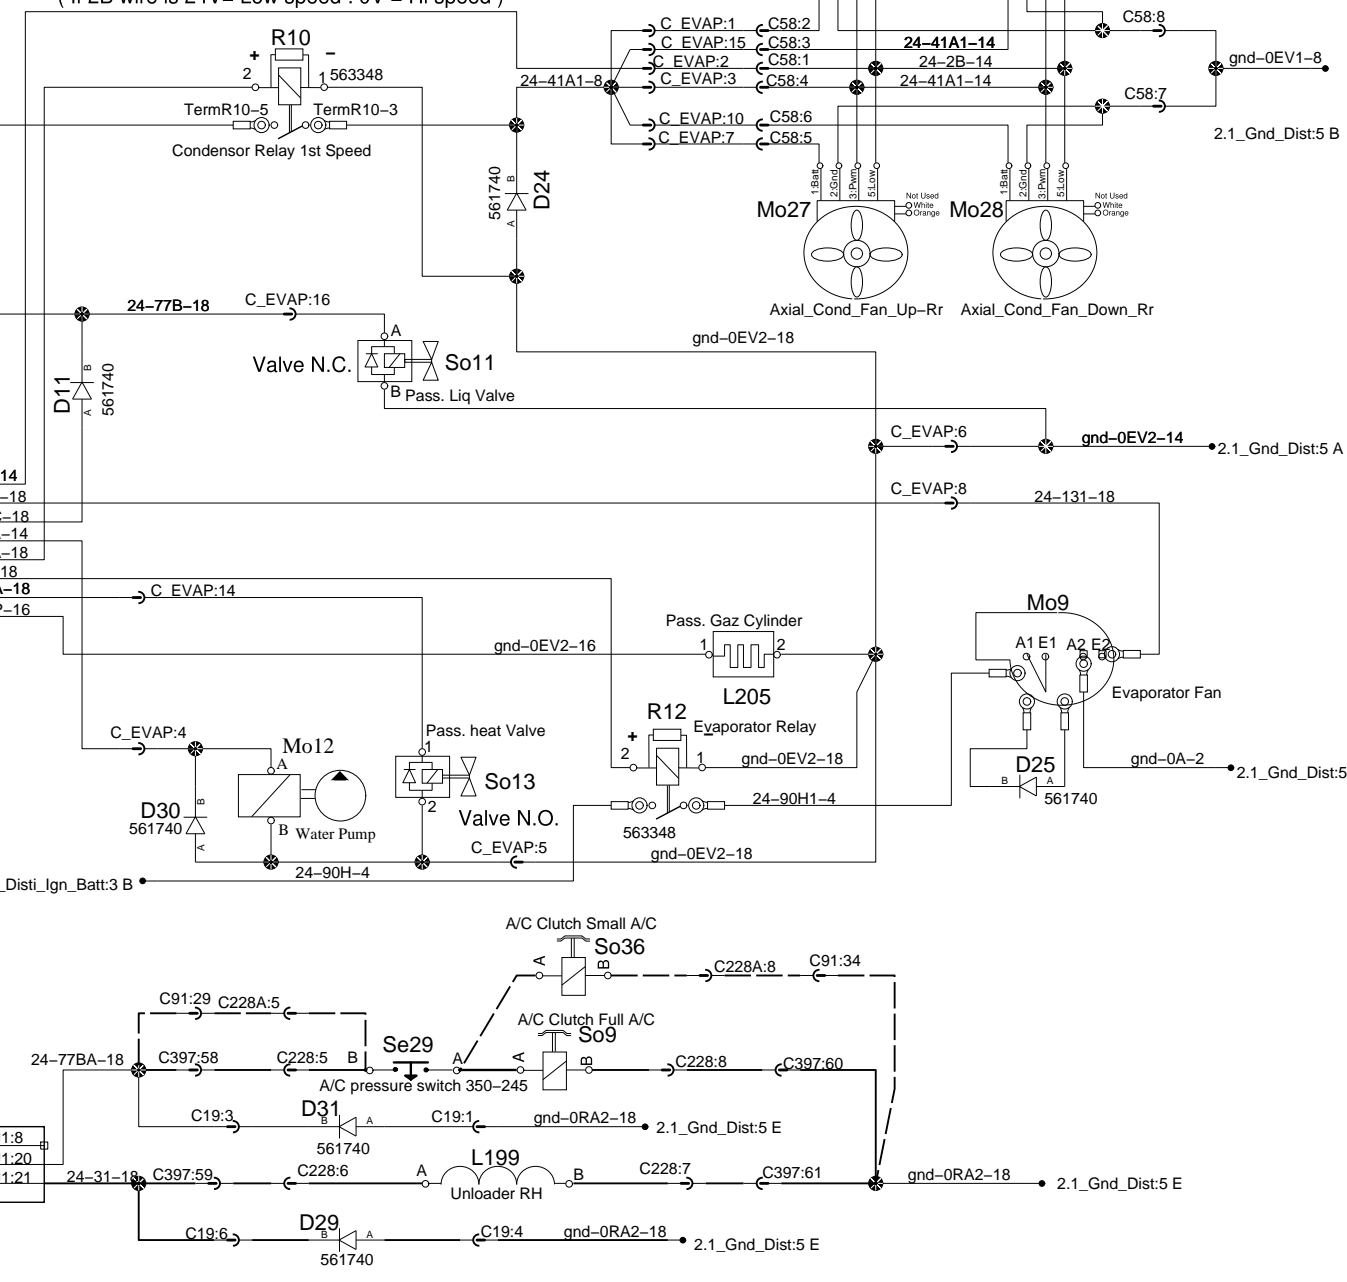 ( If 2B wire is 24V= Low speed . 0V = Hi speed )
R10
+ −
2 1 563348
TermR10−5 TermR10−3
Condensor Relay 1st Speed
24−41A1−8
C_EVAP:1 C58:2
C_EVAP:15 C58:3 24−41A1−14
C_EVAP:2 C58:1 24−2B−14
C_EVAP:3 C58:4 24−41A1−14
C_EVAP:10 C58:6
C_EVAP:7 C58:5
C58:8
gnd−0EV1−8
C58:7
2.1_Gnd_Dist:5 B
561740
B
A
D24
1:Batt 2:Gnd 3:Pwm 5:Low
Not Used
White
Orange
Mo27
Axial_Cond_Fan_Up−Rr
1:Batt 2:Gnd 3:Pwm 5:Low
Not Used
White
Orange
Mo28
Axial_Cond_Fan_Down_Rr
24−77B−18 C_EVAP:16
A
Valve N.C. So11
B Pass. Liq Valve
D11
B
A
561740
gnd−0EV2−18
C_EVAP:6 gnd−0EV2−14
2.1_Gnd_Dist:5 A
14
−18
−18
−14
−18
18
−18
−16
C_EVAP:8 24−131−18
C_EVAP:14
gnd−0EV2−16
Pass. Gaz Cylinder
1 2
L205
Mo9
A1 E1 A2 E2
Evaporator Fan
R12
+ −
Evaporator Relay
2 1 gnd−0EV2−18
24−90H1−4
563348
D25
B A
561740
gnd−0A−2
2.1_Gnd_Dist:5
C_EVAP:4
Mo12
A
B Water Pump
D30
561740
B
A
Pass. heat Valve
1
So13
2
Valve N.O.
C_EVAP:5 gnd−0EV2−18
24−90H−4
_Disti_Ign_Batt:3 B
A/C Clutch Small A/C
So36
A B
C228A:8 C91:34
C91:29 C228A:5
A/C Clutch Full A/C
So9
24−77BA−18
C397:58 C228:5 B Se29 A A B C228:8 C397:60
A/C pressure switch 350−245
C19:3 D31 B A C19:1 gnd−0RA2−18
2.1_Gnd_Dist:5 E
561740
1:8
1:20
1:21
24−31−18 C397:59 C228:6 A L199 B C228:7 C397:61 gnd−0RA2−18
2.1_Gnd_Dist:5 E
Unloader RH
C19:6 D29 B A C19:4 gnd−0RA2−18
2.1_Gnd_Dist:5 E
561740